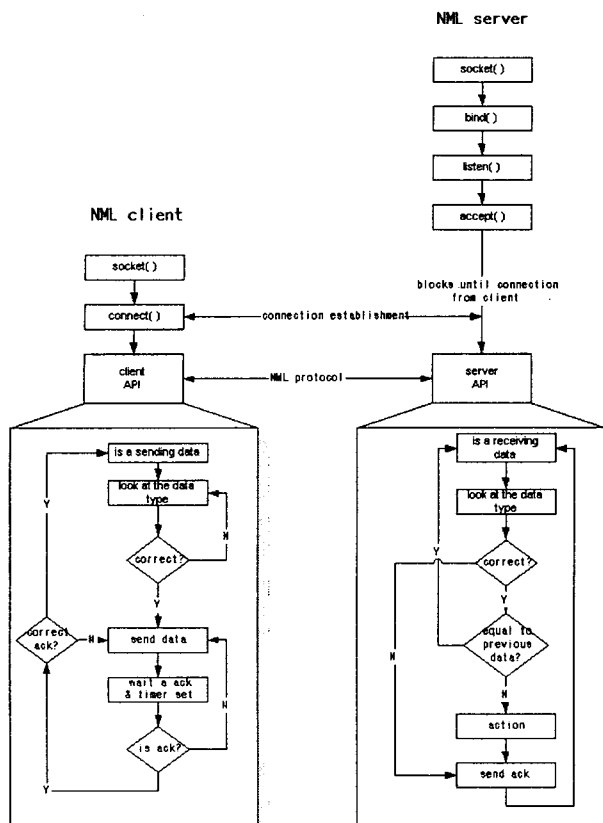 NML server
socket( )
bind( )
listen( )
accept( )
blocks until connection
from client
NML client
socket( )
connect( )
connection establishment
client
API
NML protocol
server
API
is a sending data
look at the data
type
N
correct?
Y
Y
correct
ack?
N
send data
wait a ack
& timer set
N
is ack?
Y
is a receiving
data
look at the data
type
Y
correct?
Y
N
equal to
previous
data?
N
action
send ack